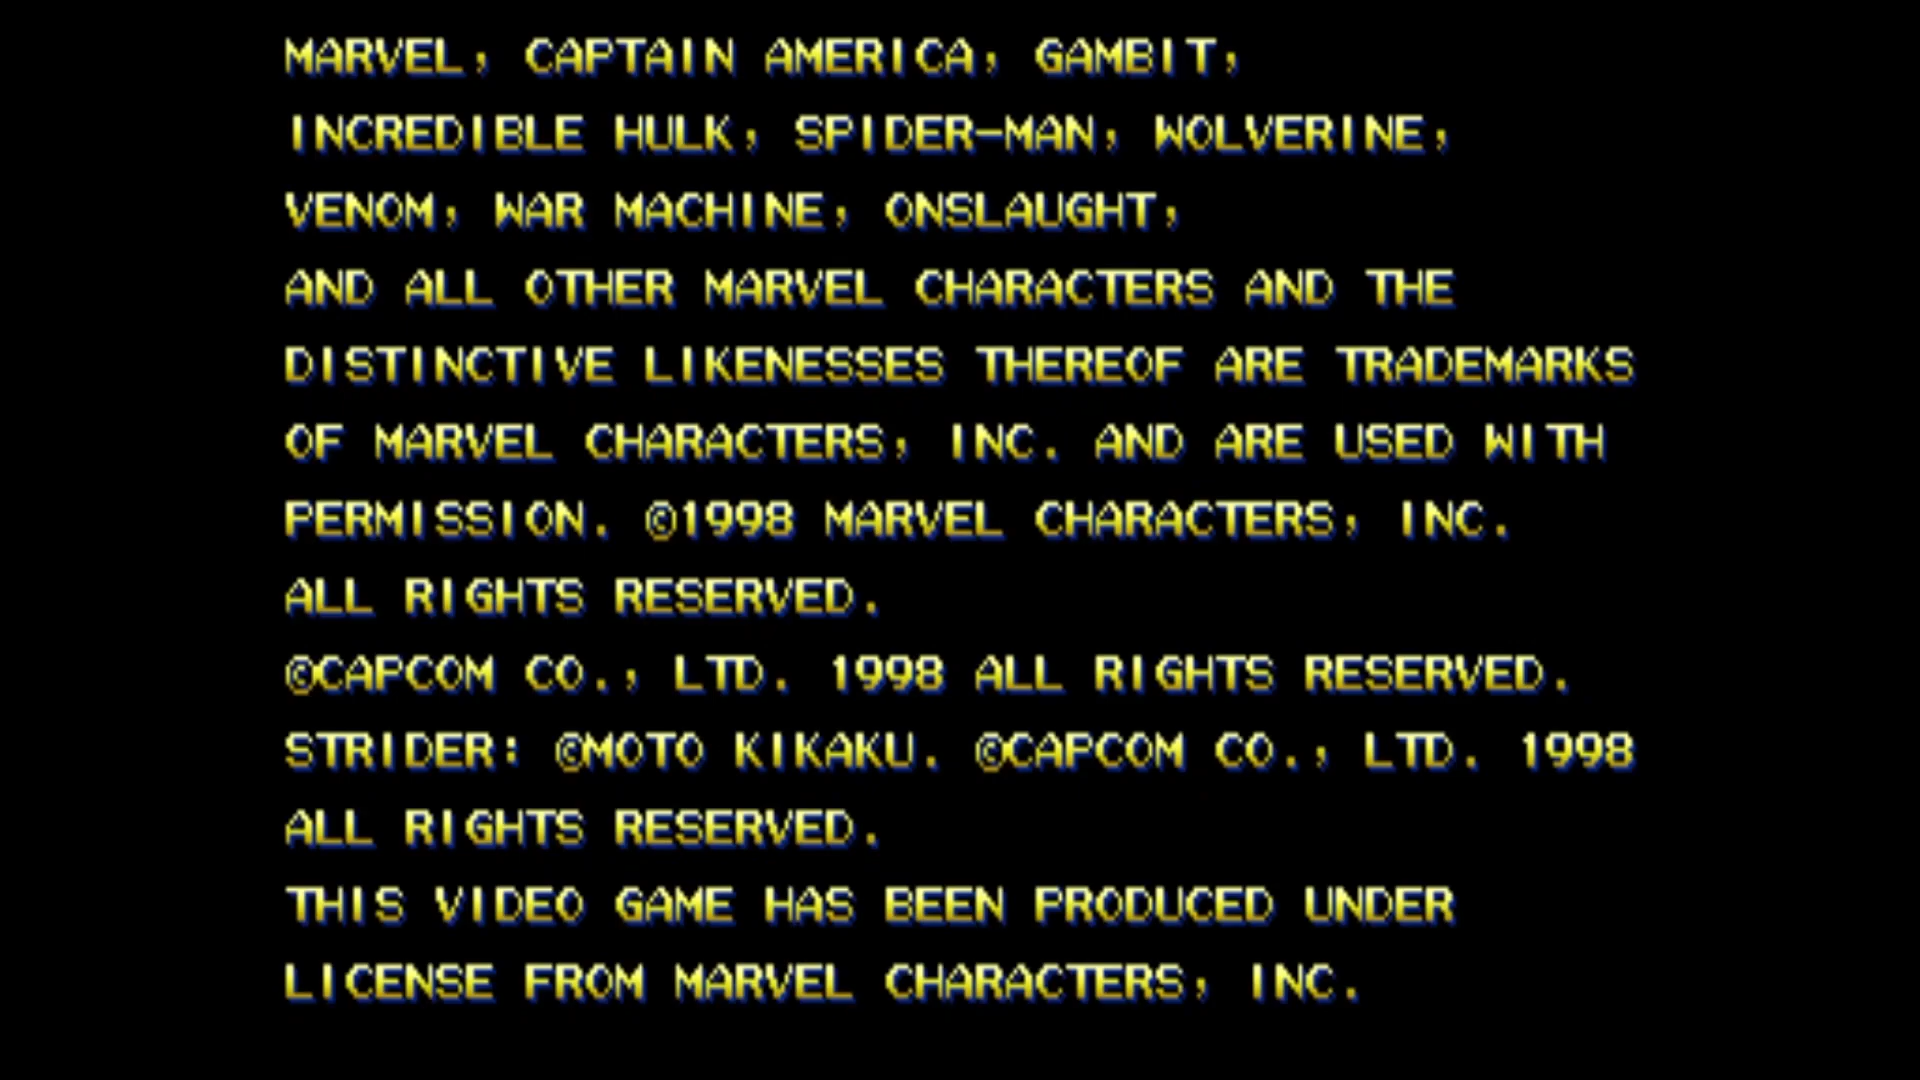 MARVEL, CAPTAIN AMERICA, GAMBIT,
INCREDIBLE HULK, SPIDER-MAN, WOLVERINE,
VENOM, WAR MACHINE, ONSLAUGHT,
AND ALL OTHER MARVEL CHARACTERS AND THE
DISTINCTIVE LIKENESSES THEREOF ARE TRADEMARKS
OF MARVEL CHARACTERS, INC. AND ARE USED WITH
PERMISSION. ©1998 MARVEL CHARACTERS, INC.
ALL RIGHTS RESERVED.
©CAPCOM CO., LTD. 1998 ALL RIGHTS RESERVED.
STRIDER: ©MOTO KIKAKU. ©CAPCOM CO., LTD. 1998
ALL RIGHTS RESERVED.
THIS VIDEO GAME HAS BEEN PRODUCED UNDER
LICENSE FROM MARVEL CHARACTERS, INC.